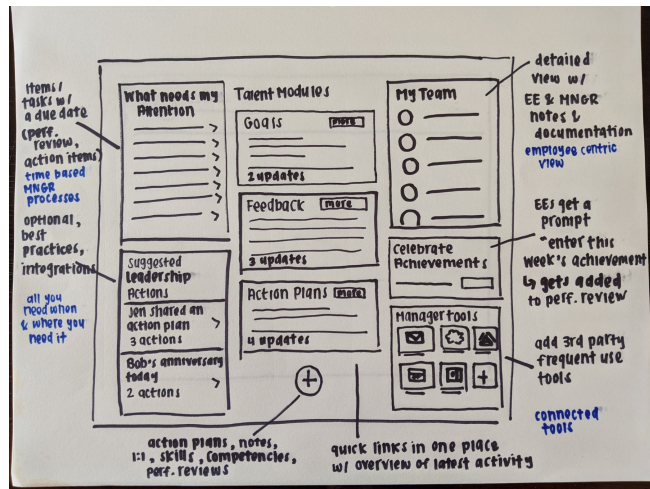 items/
tasks w/
a due date
(perf.
review,
action items)
time based
MNGR
processes
optional,
best
practices,
integrations
all you
need when
& where you
need it
What needs my
Attention
Suggested
Leadership
Actions
Jen shared an
action plan
3 actions
Bob's anniversary
today
2 actions
Talent Modules
Goals
more
2 updates
Feedback
more
3 updates
Action Plans
more
4 updates
My Team
Celebrate
Achievements
Manager tools
detailed
view w/
EE & MNGR
notes &
documentation
employee centric
view
EEs get a
prompt
"enter this
week's achievement
↳ gets added
to perf. review
add 3rd party
frequent use
tools
connected
tools
action plans, notes,
1:1, skills, competencies,
perf. reviews
quick links in one place
w/ overview of latest activity